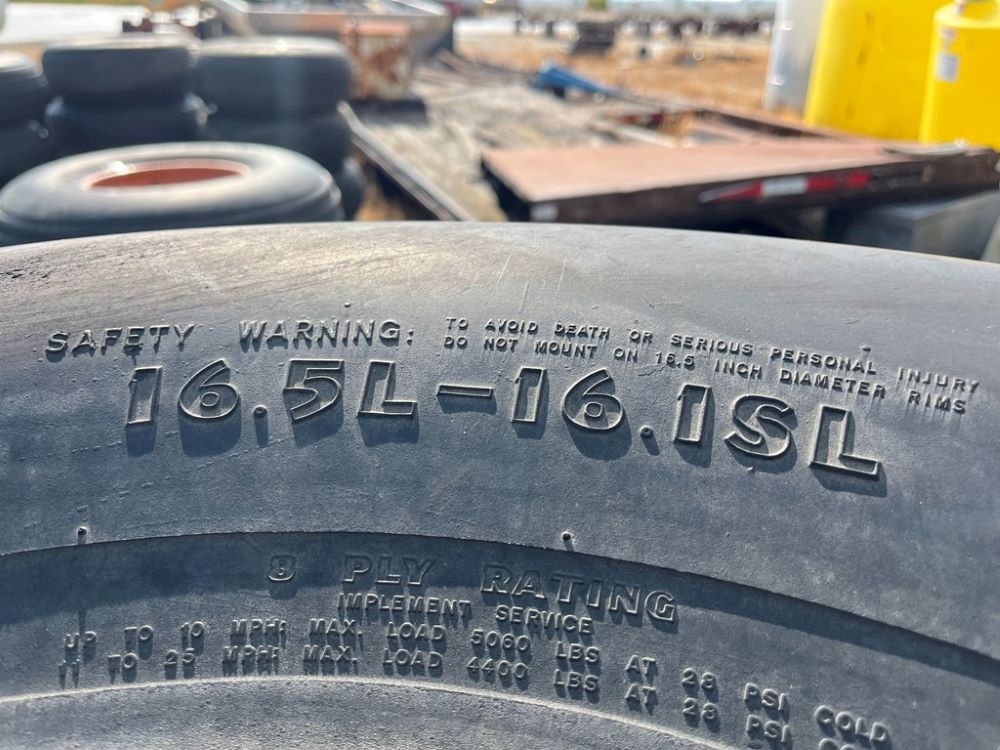 SAFETY WARNING: TO AVOID DEATH OR SERIOUS PERSONAL INJURY
DO NOT MOUNT ON 16.5 INCH DIAMETER RIMS
16.5L-16.1SL
8 PLY RATING
IMPLEMENT SERVICE
UP TO 10 MPH; MAX. LOAD 5060 LBS AT 28 PSI COLD
11 TO 25 MPH; MAX. LOAD 4400 LBS AT 28 PSI